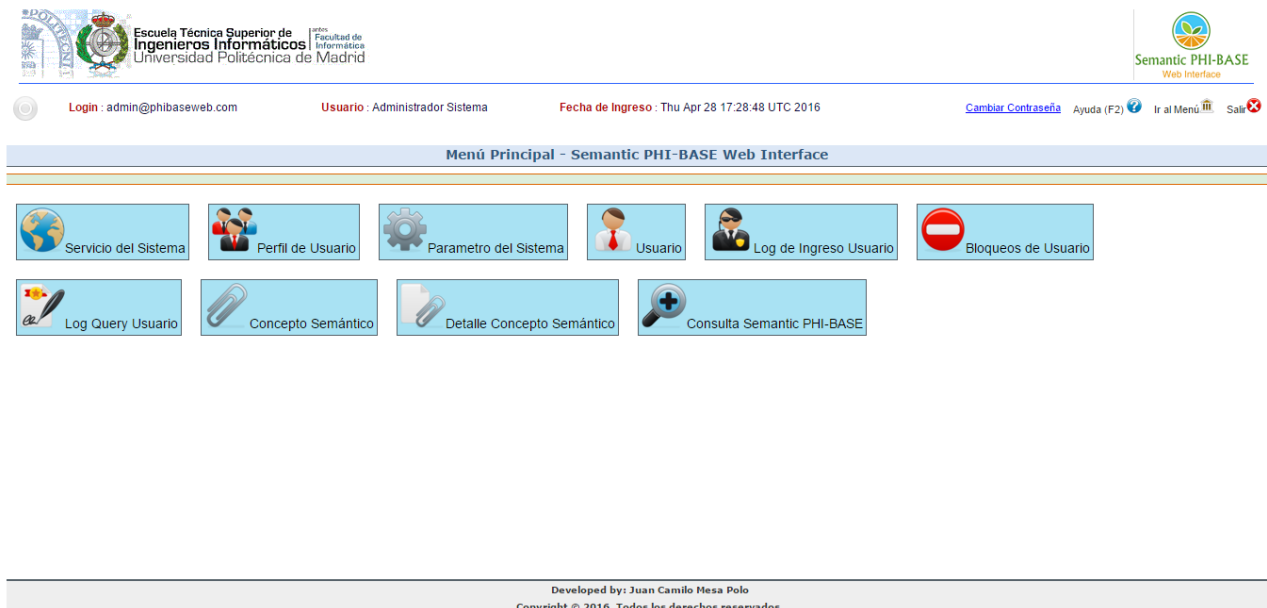 Escuela Técnica Superior de
Ingenieros Informáticos
Universidad Politécnica de Madrid
antes
Facultad de
Informática
Semantic PHI-BASE
Web Interface
Login : admin@phibaseweb.com Usuario : Administrador Sistema Fecha de Ingreso : Thu Apr 28 17:28:48 UTC 2016 Cambiar Contraseña Ayuda (F2) Ir al Menú Salir
Menú Principal - Semantic PHI-BASE Web Interface
Servicio del Sistema Perfil de Usuario Parametro del Sistema Usuario Log de Ingreso Usuario Bloqueos de Usuario
Log Query Usuario Concepto Semántico Detalle Concepto Semántico Consulta Semantic PHI-BASE
Developed by: Juan Camilo Mesa Polo
Copyright © 2016. Todos los derechos reservados